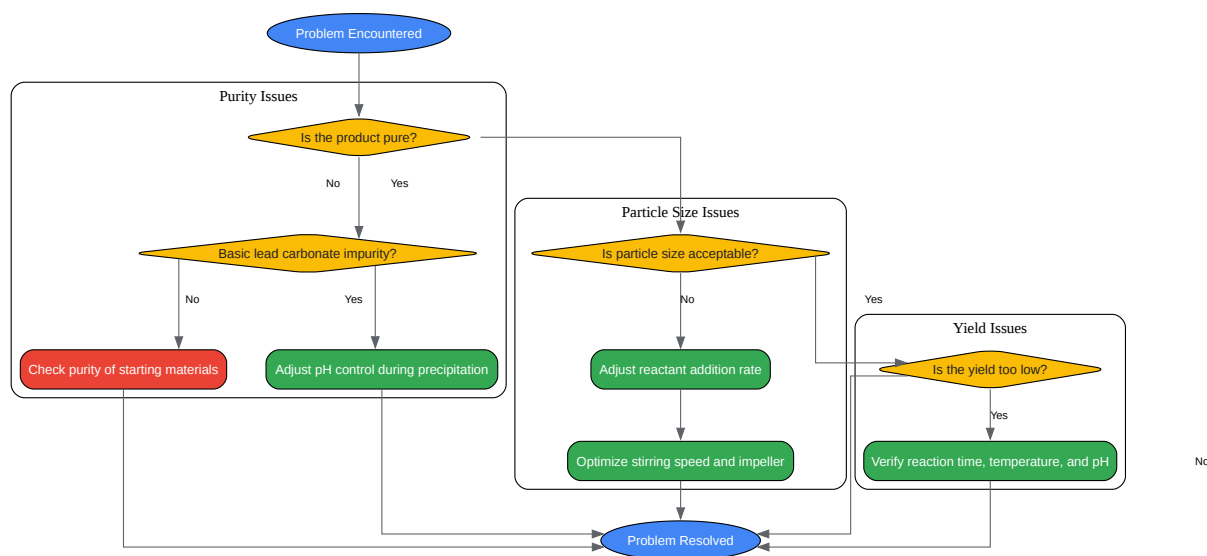 Problem Encountered
Purity Issues
Is the product pure?
No
Yes
Particle Size Issues
Basic lead carbonate impurity?
Is particle size acceptable?
No
Yes
No
Yes
Yield Issues
Check purity of starting materials
Adjust pH control during precipitation
Adjust reactant addition rate
Is the yield too low?
Yes
Optimize stirring speed and impeller
Verify reaction time, temperature, and pH
No
Problem Resolved